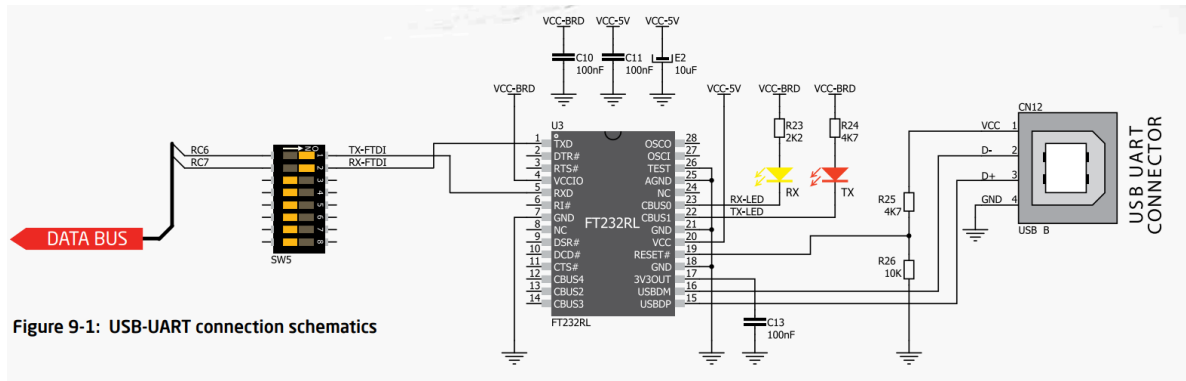 VCC-BRD VCC-5V VCC-5V
C10 C11 E2
100nF 100nF 10uF
VCC-BRD VCC-5V VCC-BRD VCC-BRD
CN12
U3
R23 R24
2K2 4K7
VCC 1
D- 2
D+ 3
GND 4
USB B
USB UART
CONNECTOR
RC6 TX-FTDI
RC7 RX-FTDI
ON
1
2
3
4
5
6
7
8
SW5
DATA BUS
1 TXD OSCO 28
2 DTR# OSCI 27
3 RTS# TEST 26
4 VCCIO AGND 25
5 RXD NC 24
6 RI# CBUS0 23 RX-LED
7 GND CBUS1 22 TX-LED
8 NC GND 21
9 DSR# VCC 20
10 DCD# RESET# 19
11 CTS# GND 18
12 CBUS4 3V3OUT 17
13 CBUS2 USBDM 16
14 CBUS3 USBDP 15
FT232RL
FT232RL
RX TX
R25
4K7
R26
10K
C13
100nF
Figure 9-1: USB-UART connection schematics